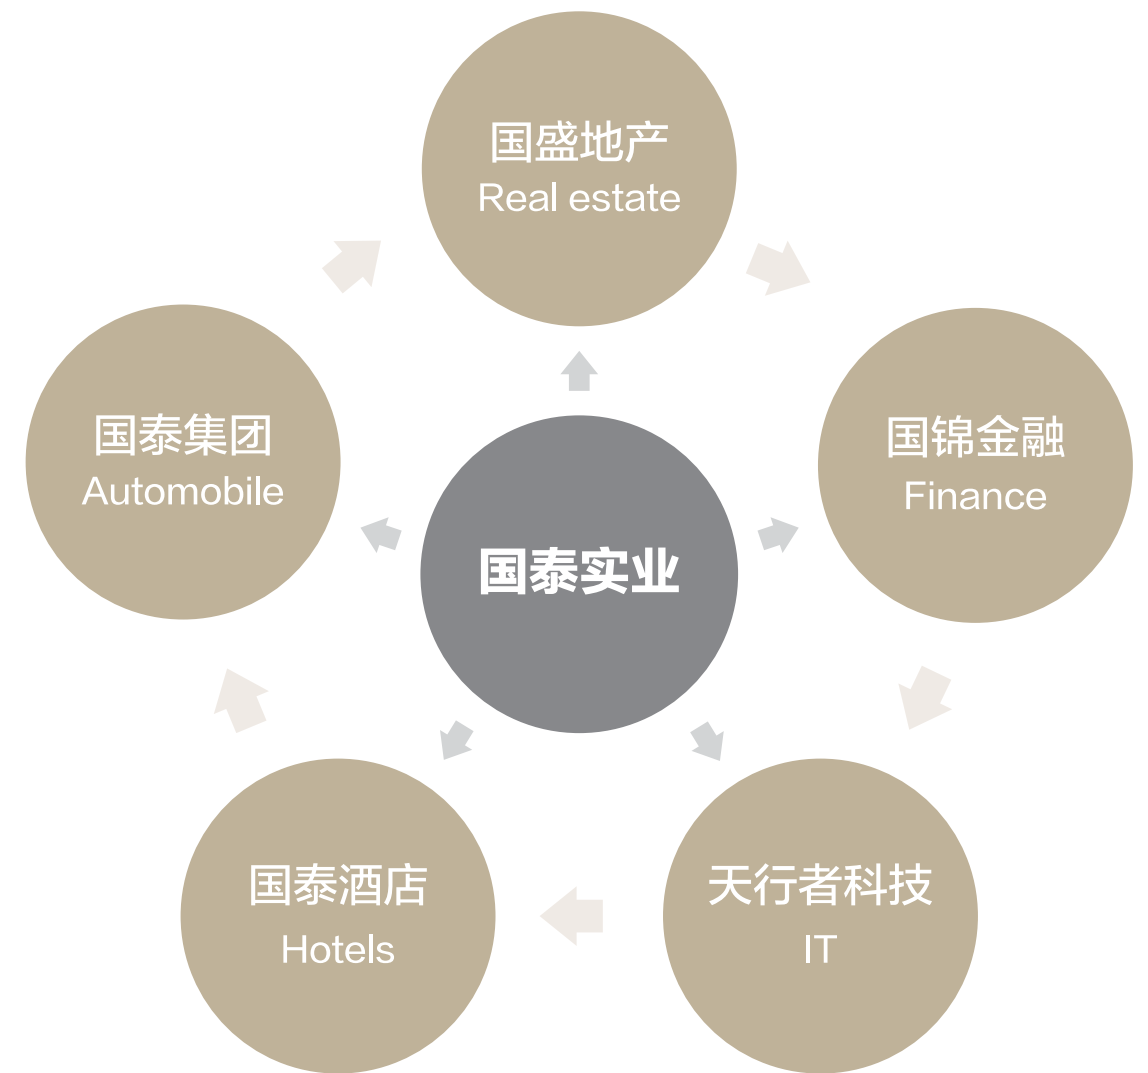 国盛地产
Real estate
国泰集团
Automobile
国锦金融
Finance
国泰实业
国泰酒店
Hotels
天行者科技
IT